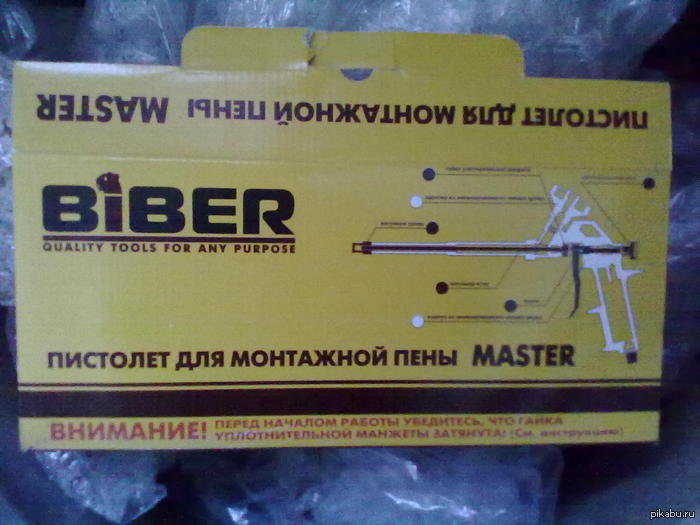 ПИСТОЛЕТ ДЛЯ МОНТАЖНОЙ ПЕНЫ MASTER
BiBER
QUALITY TOOLS FOR ANY PURPOSE
ПИСТОЛЕТ ДЛЯ МОНТАЖНОЙ ПЕНЫ MASTER
ВНИМАНИЕ! ПЕРЕД НАЧАЛОМ РАБОТЫ УБЕДИТЕСЬ, ЧТО ГАЙКА
УПЛОТНИТЕЛЬНОЙ МАНЖЕТЫ ЗАТЯНУТА! (См. инструкцию)
pikabu.ru